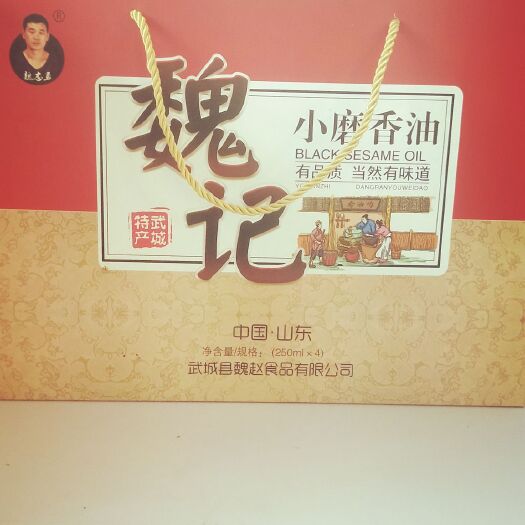 ®
魏记
小磨香油
BLACK SESAME OIL
有品质 当然有味道
DANGRANYOUWEIDAO
武城
特产
中国·山东
净含量/规格：(250ml×4)
武城县魏赵食品有限公司